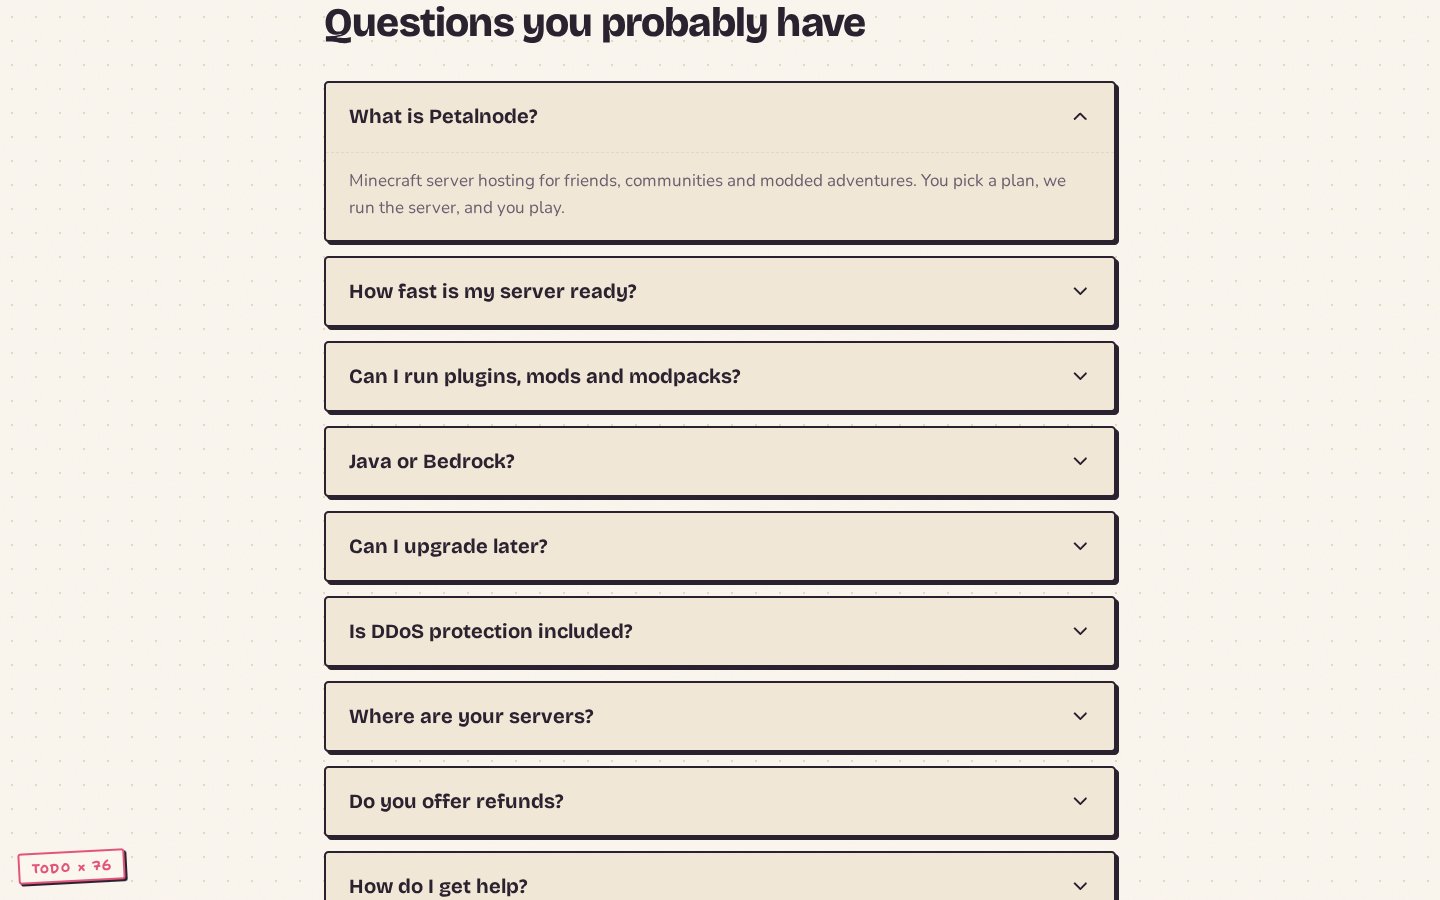 Questions you probably have
What is Petalnode?
Minecraft server hosting for friends, communities and modded adventures. You pick a plan, we
run the server, and you play.
How fast is my server ready?
Can I run plugins, mods and modpacks?
Java or Bedrock?
Can I upgrade later?
Is DDoS protection included?
Where are your servers?
Do you offer refunds?
TODO × 76
How do I get help?